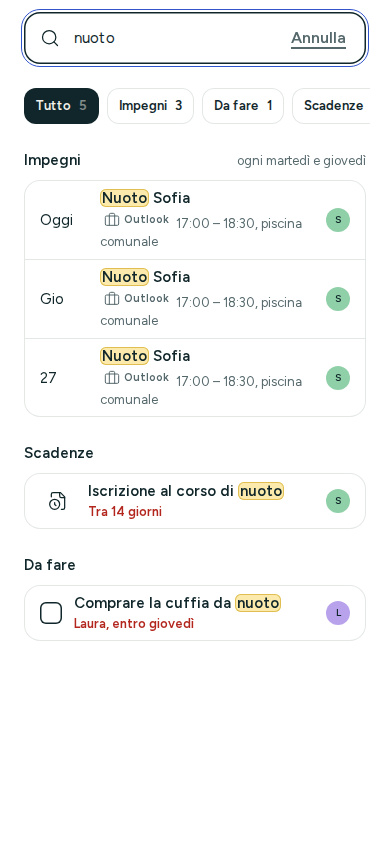 nuoto Annulla
Tutto 5 Impegni 3 Da fare 1 Scadenze
Impegni ogni martedì e giovedì
Nuoto Sofia
Oggi Outlook 17:00 – 18:30, piscina S
comunale
Nuoto Sofia
Gio Outlook 17:00 – 18:30, piscina S
comunale
Nuoto Sofia
27 Outlook 17:00 – 18:30, piscina S
comunale
Scadenze
Iscrizione al corso di nuoto S
Tra 14 giorni
Da fare
Comprare la cuffia da nuoto L
Laura, entro giovedì